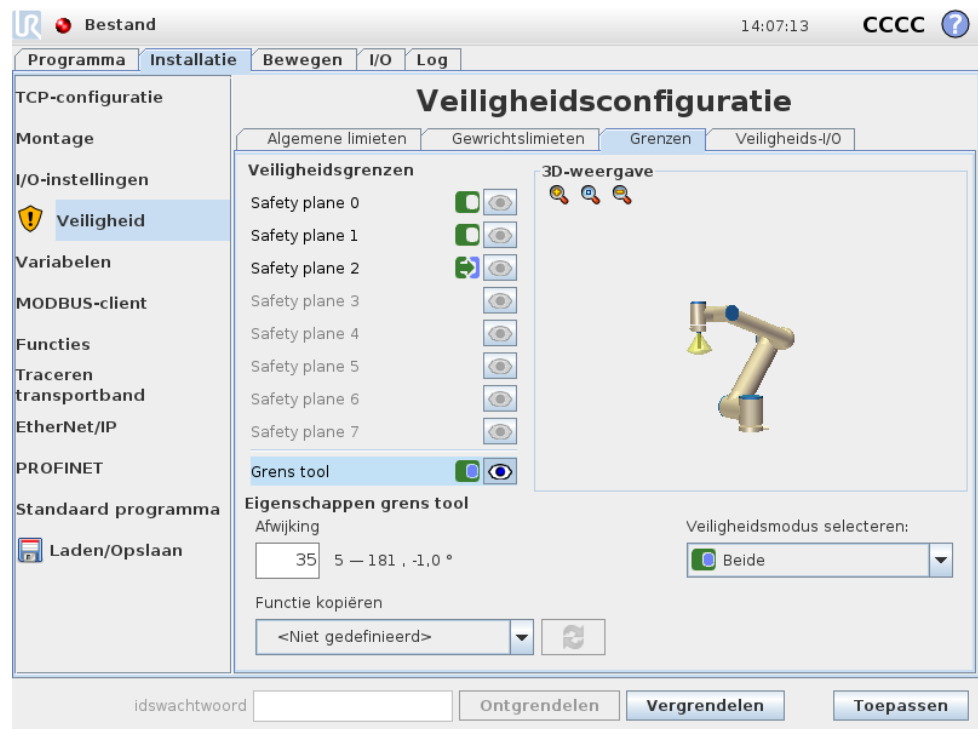 UR Bestand 14:07:13 CCCC ?
Programma Installatie Bewegen I/O Log
TCP-configuratie
Montage
I/O-instellingen
Veiligheid
Variabelen
MODBUS-client
Functies
Traceren
transportband
EtherNet/IP
PROFINET
Standaard programma
Laden/Opslaan
Veiligheidsconfiguratie
Algemene limieten Gewrichtslimieten Grenzen Veiligheids-I/O
Veiligheidsgrenzen
Safety plane 0
Safety plane 1
Safety plane 2
Safety plane 3
Safety plane 4
Safety plane 5
Safety plane 6
Safety plane 7
Grens tool
3D-weergave
Eigenschappen grens tool
Afwijking
35 5 — 181 , -1,0 °
Veiligheidsmodus selecteren:
Beide
Functie kopiëren
<Niet gedefinieerd>
idswachtwoord Ontgrendelen Vergrendelen Toepassen